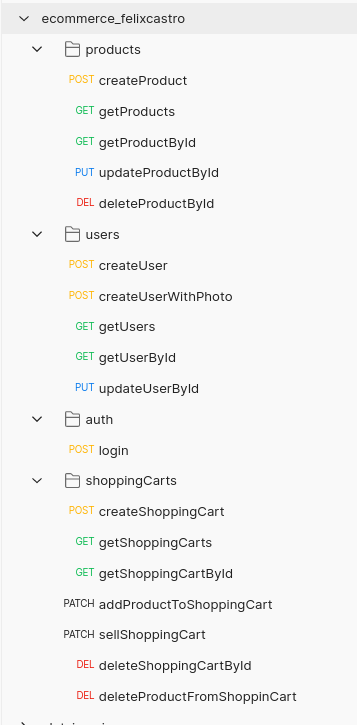 ecommerce_felixcastro
products
POST createProduct
GET getProducts
GET getProductById
PUT updateProductById
DEL deleteProductById
users
POST createUser
POST createUserWithPhoto
GET getUsers
GET getUserById
PUT updateUserById
auth
POST login
shoppingCarts
POST createShoppingCart
GET getShoppingCarts
GET getShoppingCartById
PATCH addProductToShoppingCart
PATCH sellShoppingCart
DEL deleteShoppingCartById
DEL deleteProductFromShoppinCart